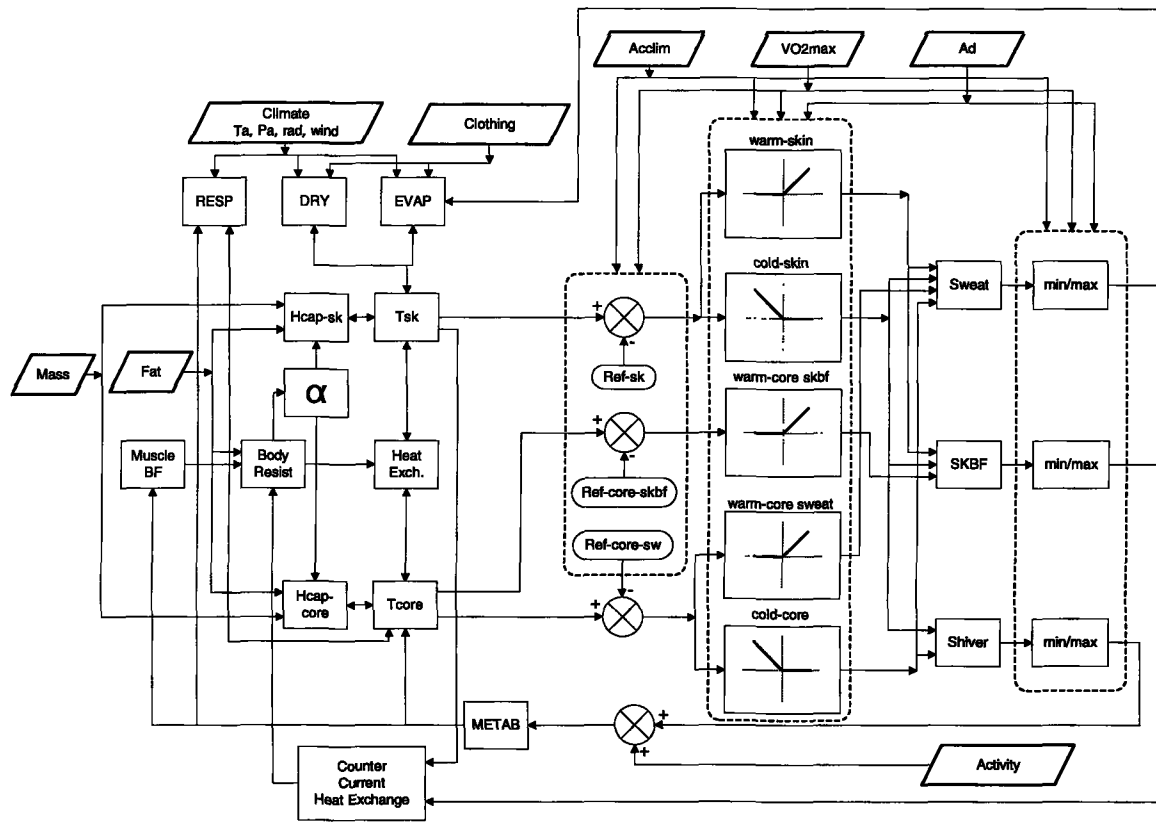 Acclim
VO2max
Ad
Climate
Ta, Pa, rad, wind
Clothing
warm-skin
RESP
DRY
EVAP
cold-skin
Sweat
min/max
+
-
Hcap-sk
Tsk
Ref-sk
Mass
Fat
α
warm-core skbf
+
-
Muscle
BF
Body
Resist
Heat
Exch.
SKBF
min/max
Ref-core-skbf
warm-core sweat
Ref-core-sw
-
+
Hcap-
core
Tcore
cold-core
Shiver
min/max
METAB
+
+
Counter
Current
Heat Exchange
Activity